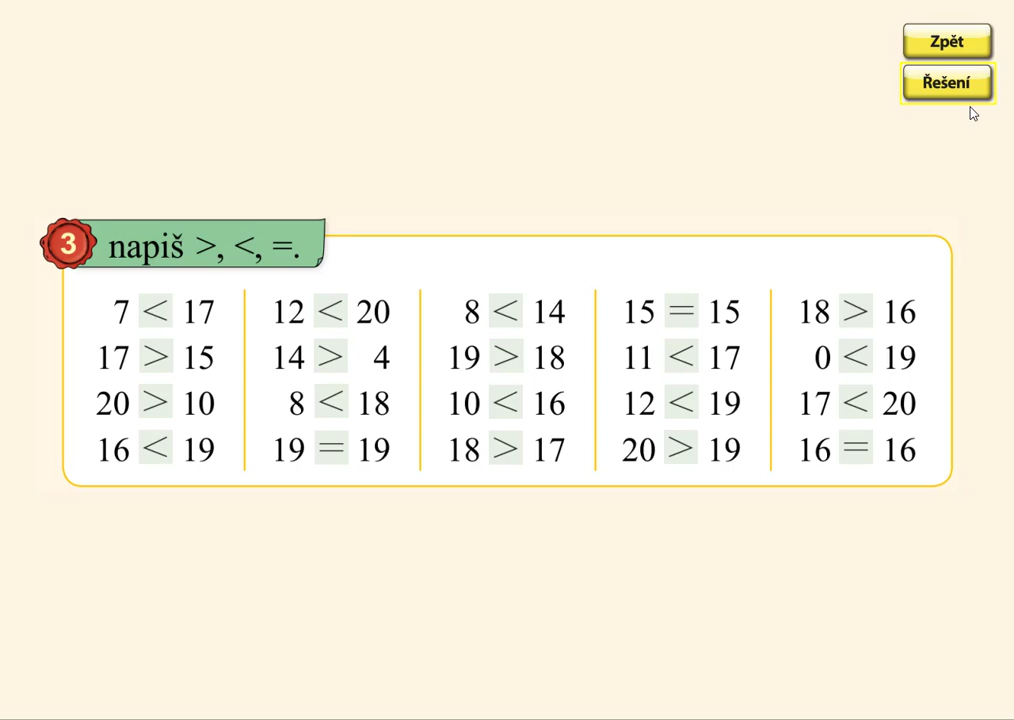 Zpět
Řešení
3 napiš >, <, =.
7 < 17 12 < 20 8 < 14 15 = 15 18 > 16
17 > 15 14 > 4 19 > 18 11 < 17 0 < 19
20 > 10 8 < 18 10 < 16 12 < 19 17 < 20
16 < 19 19 = 19 18 > 17 20 > 19 16 = 16